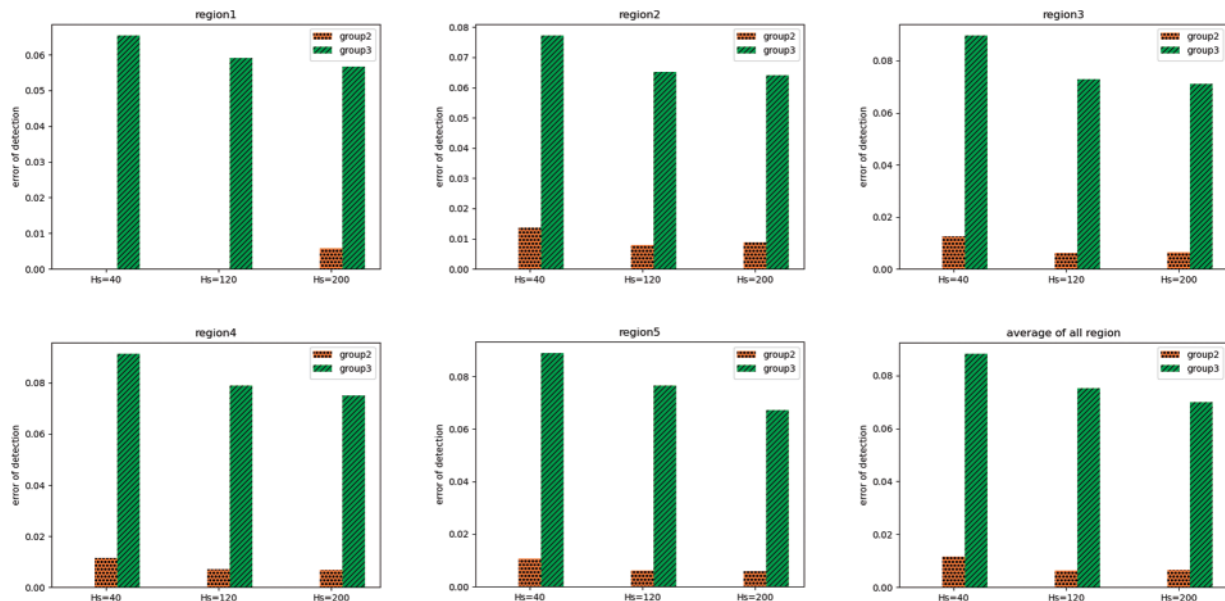 region1
error of detection
0.06
0.05
0.04
0.03
0.02
0.01
0.00
group2
group3
Hs=40 Hs=120 Hs=200
region2
error of detection
0.08
0.07
0.06
0.05
0.04
0.03
0.02
0.01
0.00
group2
group3
Hs=40 Hs=120 Hs=200
region3
error of detection
0.08
0.06
0.04
0.02
0.00
group2
group3
Hs=40 Hs=120 Hs=200
region4
error of detection
0.08
0.06
0.04
0.02
0.00
group2
group3
Hs=40 Hs=120 Hs=200
region5
error of detection
0.08
0.06
0.04
0.02
0.00
group2
group3
Hs=40 Hs=120 Hs=200
average of all region
error of detection
0.08
0.06
0.04
0.02
0.00
group2
group3
Hs=40 Hs=120 Hs=200